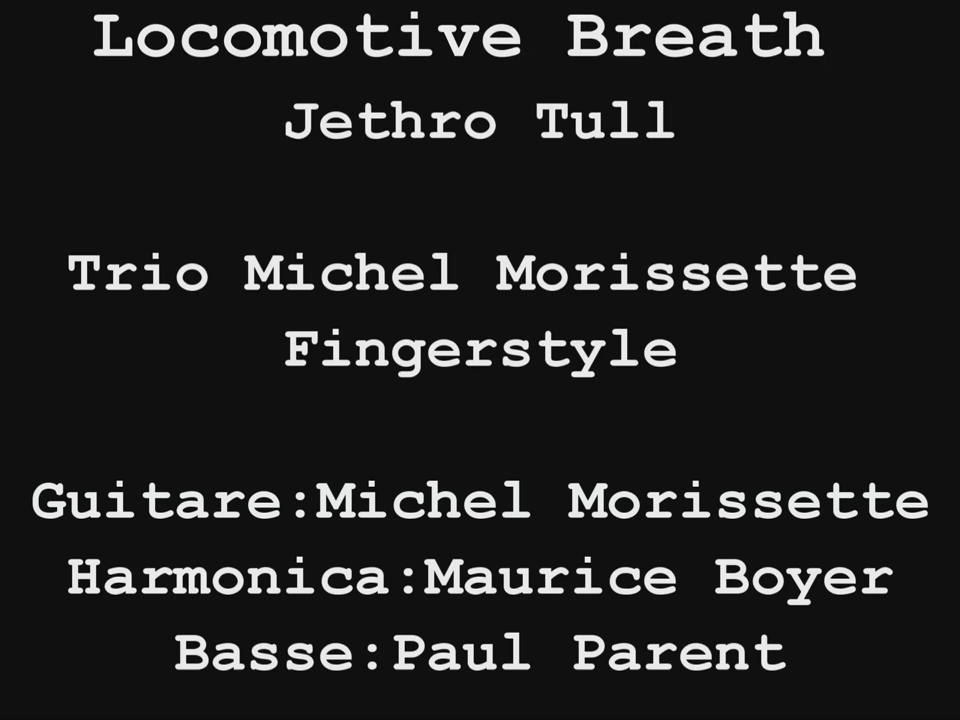 Locomotive Breath
Jethro Tull
Trio Michel Morissette
Fingerstyle
Guitare:Michel Morissette
Harmonica:Maurice Boyer
Basse:Paul Parent